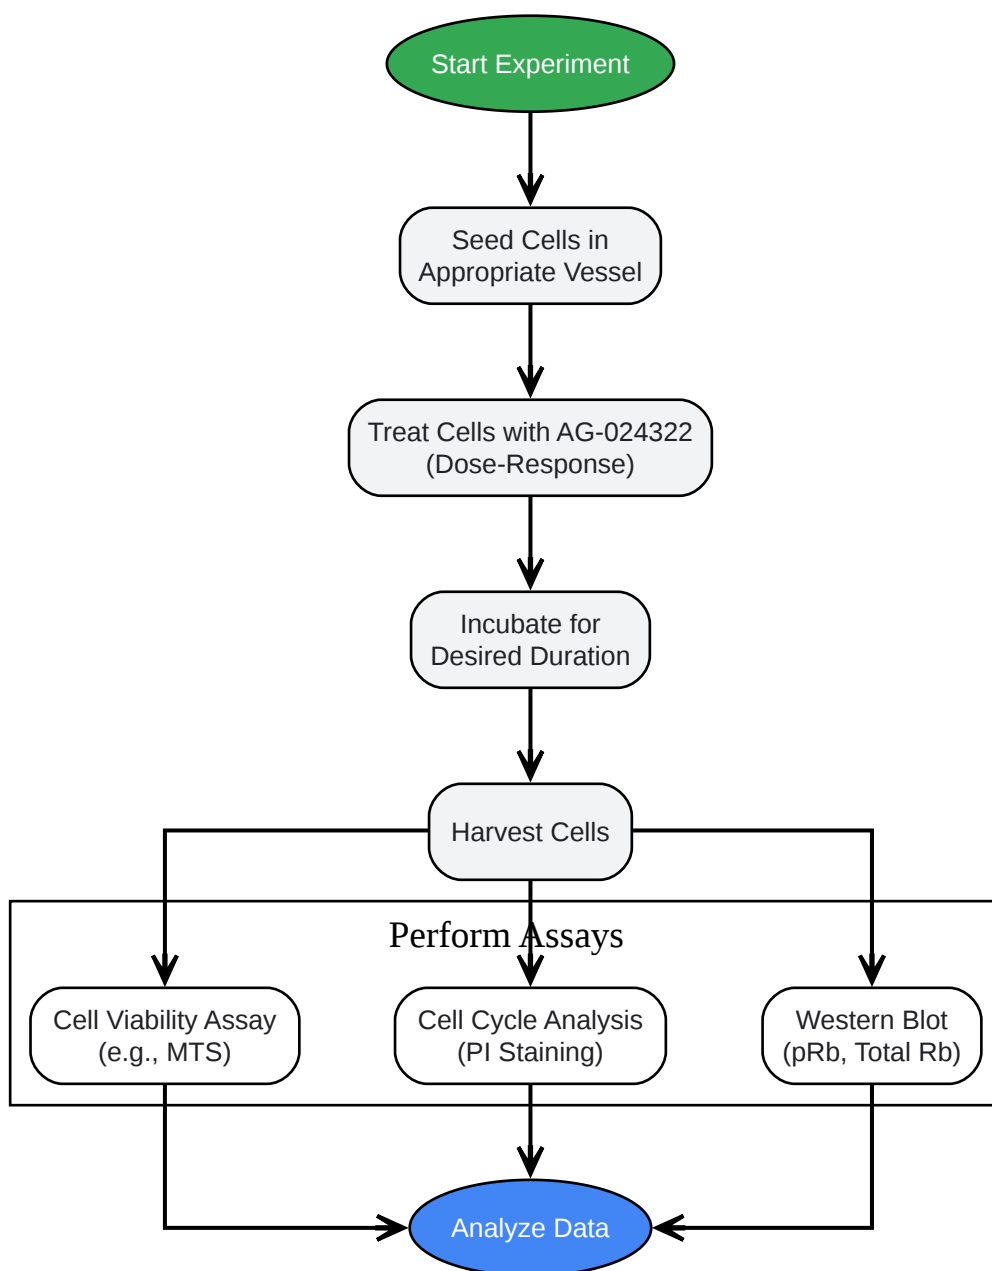 Start Experiment
Seed Cells in
Appropriate Vessel
Treat Cells with AG-024322
(Dose-Response)
Incubate for
Desired Duration
Harvest Cells
Perform Assays
Cell Viability Assay
(e.g., MTS)
Cell Cycle Analysis
(PI Staining)
Western Blot
(pRb, Total Rb)
Analyze Data